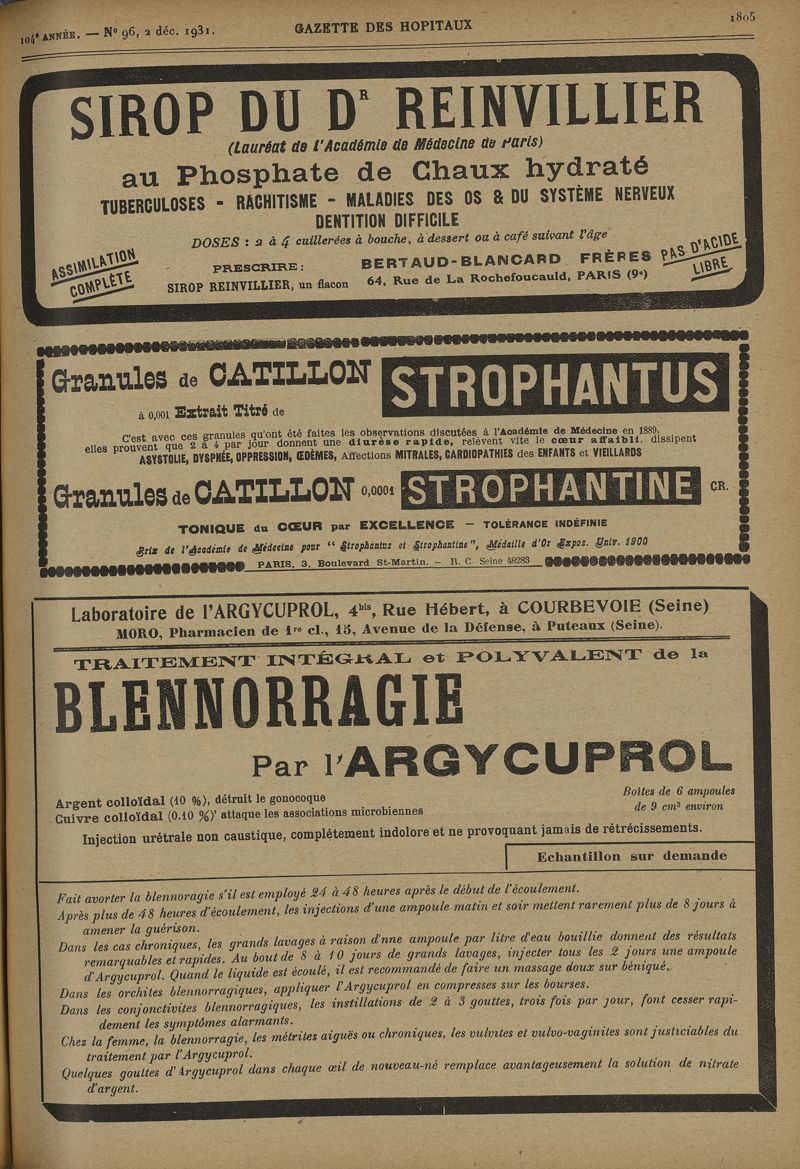 104e ANNÉE. — No 96, 2 déc. 1931.
GAZETTE DES HOPITAUX
1805
SIROP DU DR REINVILLIER
(Lauréat de l'Académie de Médecine de Paris)
au Phosphate de Chaux hydraté
TUBERCULOSES - RACHITISME - MALADIES DES OS & DU SYSTÈME NERVEUX
DENTITION DIFFICILE
DOSES : 2 à 4 cuillerées à bouche, à dessert ou à café suivant l'âge
ASSIMILATION
COMPLÈTE
PRESCRIRE :
SIROP REINVILLIER, un flacon
BERTAUD-BLANCARD FRÈRES
64, Rue de La Rochefoucauld, PARIS (9e)
PAS D'ACIDE
LIBRE
Granules de CATILLON
à 0,001 Extrait Titré de
STROPHANTUS
C'est avec ces granules qu'ont été faites les observations discutées à l'Académie de Médecine en 1889.
elles prouvent que 2 à 4 par jour donnent une diurèse rapide, relèvent vite le cœur affaibli, dissipent
ASYSTOLIE, DYSPNÉE, OPPRESSION, ŒDÈMES, Affections MITRALES, CARDIOPATHIES des ENFANTS et VIEILLARDS
Granules de CATILLON 0,0001 STROPHANTINE CR.
TONIQUE du CŒUR par EXCELLENCE — TOLÉRANCE INDÉFINIE
Prix de l'Académie de Médecine pour " Strophantus et Strophantine", Médaille d'Or Expos. Univ. 1900
PARIS, 3, Boulevard St-Martin. — R. C. Seine 48283
Laboratoire de l'ARGYCUPROL, 4bis, Rue Hébert, à COURBEVOIE (Seine)
MORO, Pharmacien de 1re cl., 15, Avenue de la Défense, à Puteaux (Seine).
TRAITEMENT INTÉGRAL et POLYVALENT de la
BLENNORRAGIE
Par l'ARGYCUPROL
Argent colloïdal (10 %), détruit le gonocoque
Cuivre colloïdal (0.10 %)' attaque les associations microbiennes
Boîtes de 6 ampoules
de 9 cm3 environ
Injection urétrale non caustique, complètement indolore et ne provoquant jamais de rétrécissements.
Echantillon sur demande
Fait avorter la blennoragie s'il est employé 24 à 48 heures après le début de l'écoulement.
Après plus de 48 heures d'écoulement, les injections d'une ampoule matin et soir mettent rarement plus de 8 jours à
amener la guérison.
Dans les cas chroniques, les grands lavages à raison d'nne ampoule par litre d'eau bouillie donnent des résultats
remarquables et rapides. Au bout de 8 à 10 jours de grands lavages, injecter tous les 2 jours une ampoule
d'Argycuprol. Quand le liquide est écoulé, il est recommandé de faire un massage doux sur béniqué.
Dans les orchites blennorragiques, appliquer l'Argycuprol en compresses sur les bourses.
Dans les conjonctivites blennorragiques, les instillations de 2 à 3 gouttes, trois fois par jour, font cesser rapi-
dement les symptômes alarmants.
Chez la femme, la blennorragie, les métrites aiguës ou chroniques, les vulvites et vulvo-vaginites sont justiciables du
traitement par l'Argycuprol.
Quelques gouttes d'Argycuprol dans chaque œil de nouveau-né remplace avantageusement la solution de nitrate
d'argent.